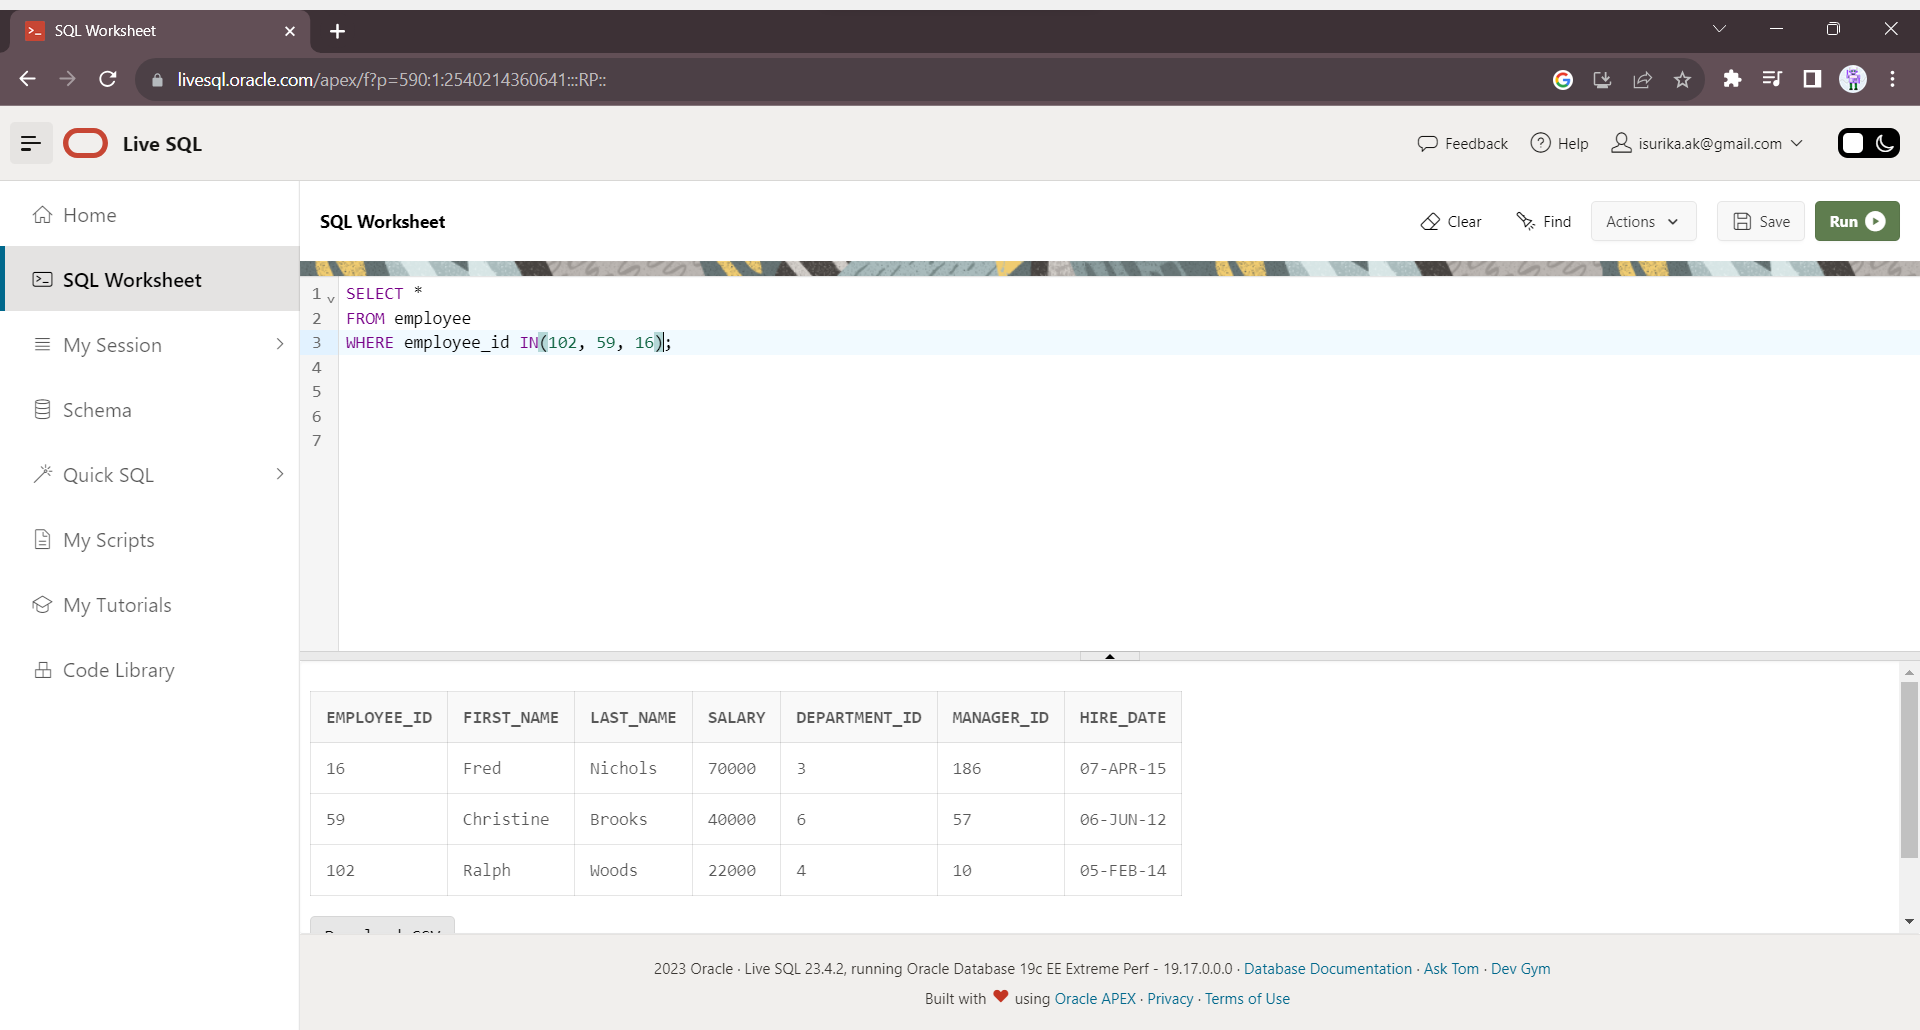 SQL Worksheet
livesql.oracle.com/apex/f?p=590:1:2540214360641:::RP::
Live SQL
Feedback
Help
isurika.ak@gmail.com
Home
SQL Worksheet
My Session
Schema
Quick SQL
My Scripts
My Tutorials
Code Library
SQL Worksheet
Clear
Find
Actions
Save
Run
1 SELECT *
2 FROM employee
3 WHERE employee_id IN(102, 59, 16);
4
5
6
7
EMPLOYEE_ID FIRST_NAME LAST_NAME SALARY DEPARTMENT_ID MANAGER_ID HIRE_DATE
16 Fred Nichols 70000 3 186 07-APR-15
59 Christine Brooks 40000 6 57 06-JUN-12
102 Ralph Woods 22000 4 10 05-FEB-14
2023 Oracle · Live SQL 23.4.2, running Oracle Database 19c EE Extreme Perf - 19.17.0.0.0 · Database Documentation · Ask Tom · Dev Gym
Built with ❤ using Oracle APEX · Privacy · Terms of Use